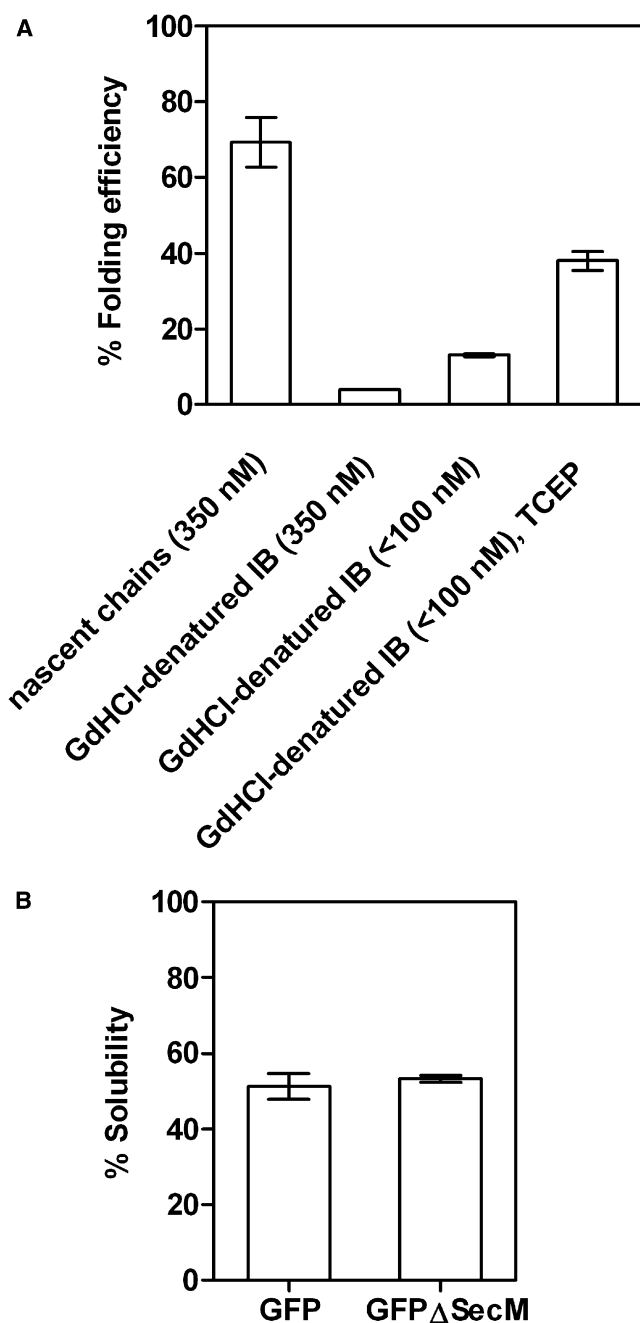 A
% Folding efficiency
100
80
60
40
20
0
nascent chains (350 nM)
GdHCl-denatured IB (350 nM)
GdHCl-denatured IB (<100 nM)
GdHCl-denatured IB (<100 nM), TCEP
B
% Solubility
100
80
60
40
20
0
GFP
GFPΔSecM